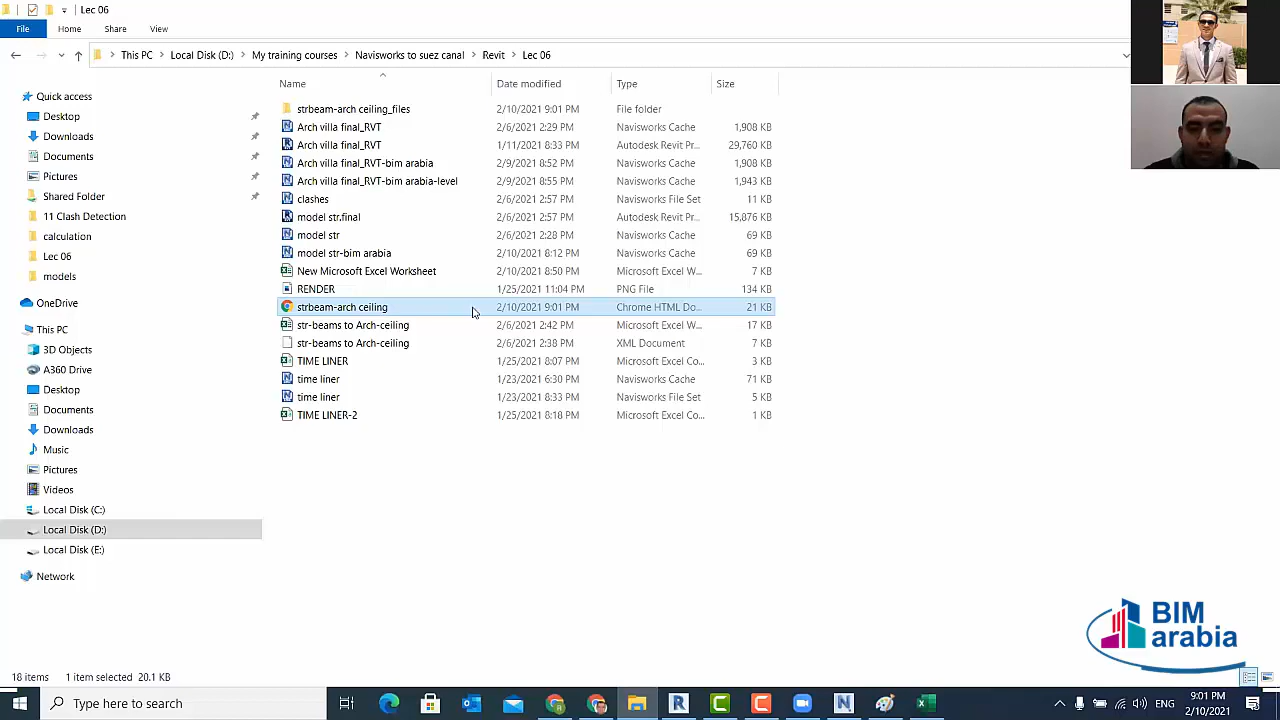 Lec 06
File Home Share View
This PC Local Disk (D:) My training courses Navisworks to suez canal Revit Lec 06
Name Date modified Type Size
strbeam-arch ceiling_files 2/10/2021 9:01 PM File folder
Arch villa final_RVT 2/6/2021 2:29 PM Navisworks Cache 1,908 KB
Arch villa final_RVT 1/11/2021 8:33 PM Autodesk Revit Pr... 29,760 KB
Arch villa final_RVT-bim arabia 2/9/2021 8:52 PM Navisworks Cache 1,908 KB
Arch villa final_RVT-bim arabia-level 2/9/2021 8:55 PM Navisworks Cache 1,943 KB
clashes 2/6/2021 2:57 PM Navisworks File Set 11 KB
model str.final 2/6/2021 2:57 PM Autodesk Revit Pr... 15,876 KB
model str 2/6/2021 2:28 PM Navisworks Cache 69 KB
model str-bim arabia 2/10/2021 8:12 PM Navisworks Cache 69 KB
New Microsoft Excel Worksheet 2/10/2021 8:50 PM Microsoft Excel W... 7 KB
RENDER 1/25/2021 11:04 PM PNG File 134 KB
strbeam-arch ceiling 2/10/2021 9:01 PM Chrome HTML Do... 21 KB
str-beams to Arch-ceiling 2/6/2021 2:42 PM Microsoft Excel W... 17 KB
str-beams to Arch-ceiling 2/6/2021 2:38 PM XML Document 7 KB
TIME LINER 1/25/2021 8:07 PM Microsoft Excel Co... 3 KB
time liner 1/23/2021 6:30 PM Navisworks Cache 71 KB
time liner 1/23/2021 8:33 PM Navisworks File Set 5 KB
TIME LINER-2 1/25/2021 8:18 PM Microsoft Excel Co... 1 KB
Quick access
Desktop
Downloads
Documents
Pictures
Shared Folder
11 Clash Detection
calculation
Lec 06
models
OneDrive
This PC
3D Objects
A360 Drive
Desktop
Documents
Downloads
Music
Pictures
Videos
Local Disk (C:)
Local Disk (D:)
Local Disk (E:)
Network
BIM
arabia
18 items 1 item selected 20.1 KB
Type here to search
ENG
9:01 PM
2/10/2021